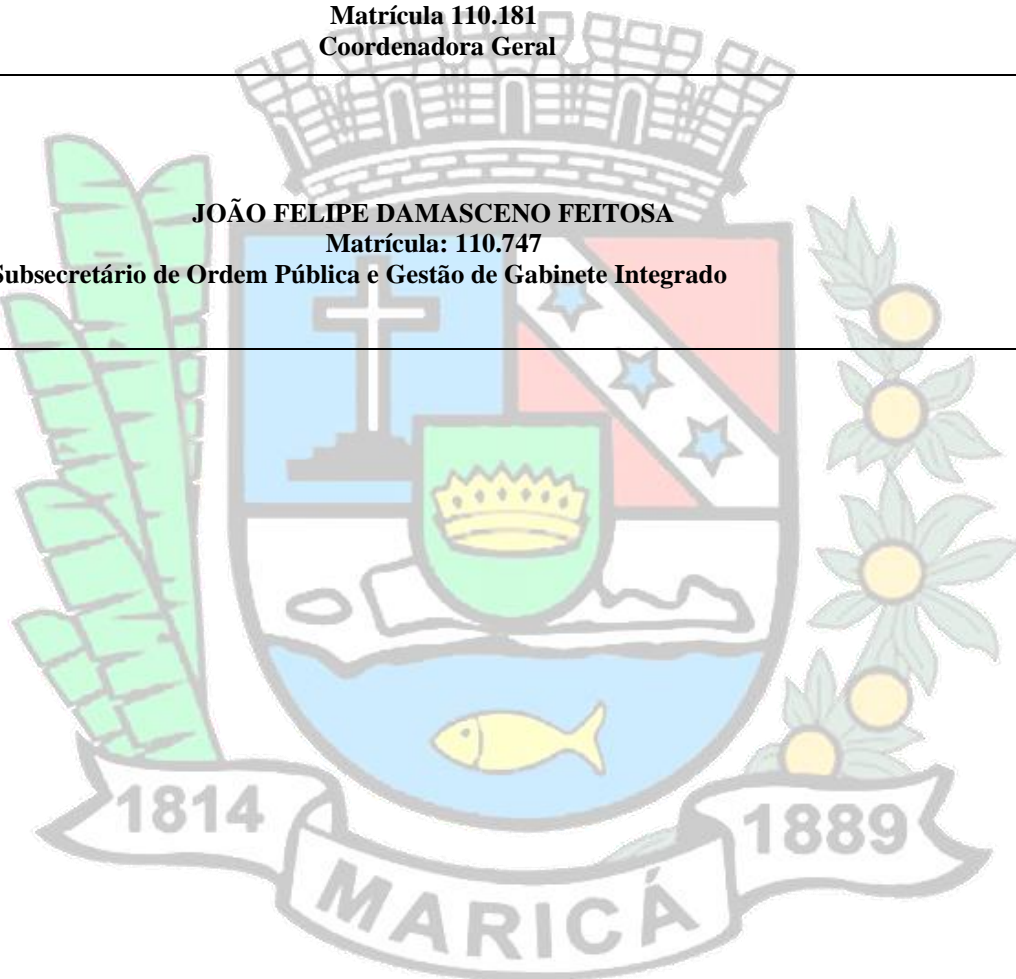 Matrícula 110.181
Coordenadora Geral
JOÃO FELIPE DAMASCENO FEITOSA
Matrícula: 110.747
Subsecretário de Ordem Pública e Gestão de Gabinete Integrado
1814
1889
MARICÁ